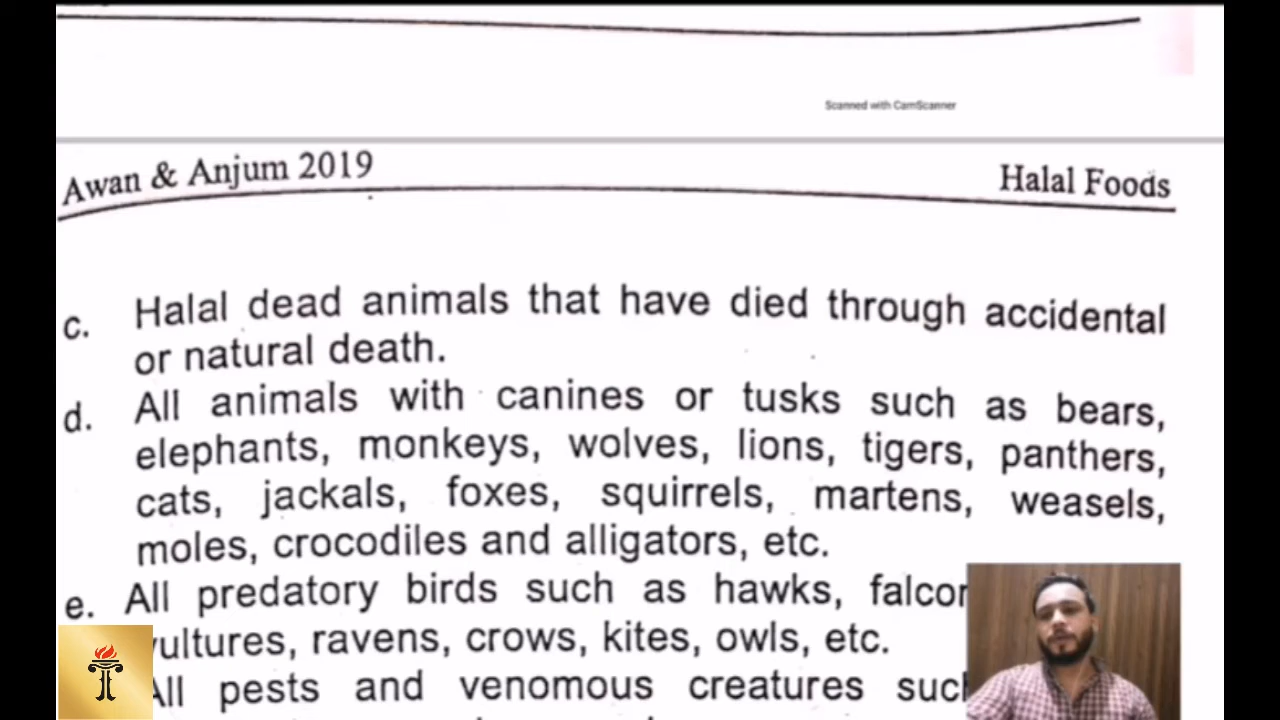 Scanned with CamScanner
Awan & Anjum 2019
Halal Foods
c. Halal dead animals that have died through accidental
or natural death.
d. All animals with canines or tusks such as bears,
elephants, monkeys, wolves, lions, tigers, panthers,
cats, jackals, foxes, squirrels, martens, weasels,
moles, crocodiles and alligators, etc.
e. All predatory birds such as hawks,
vultures, ravens, crows, kites, owls, etc.
All pests and venomous creatures